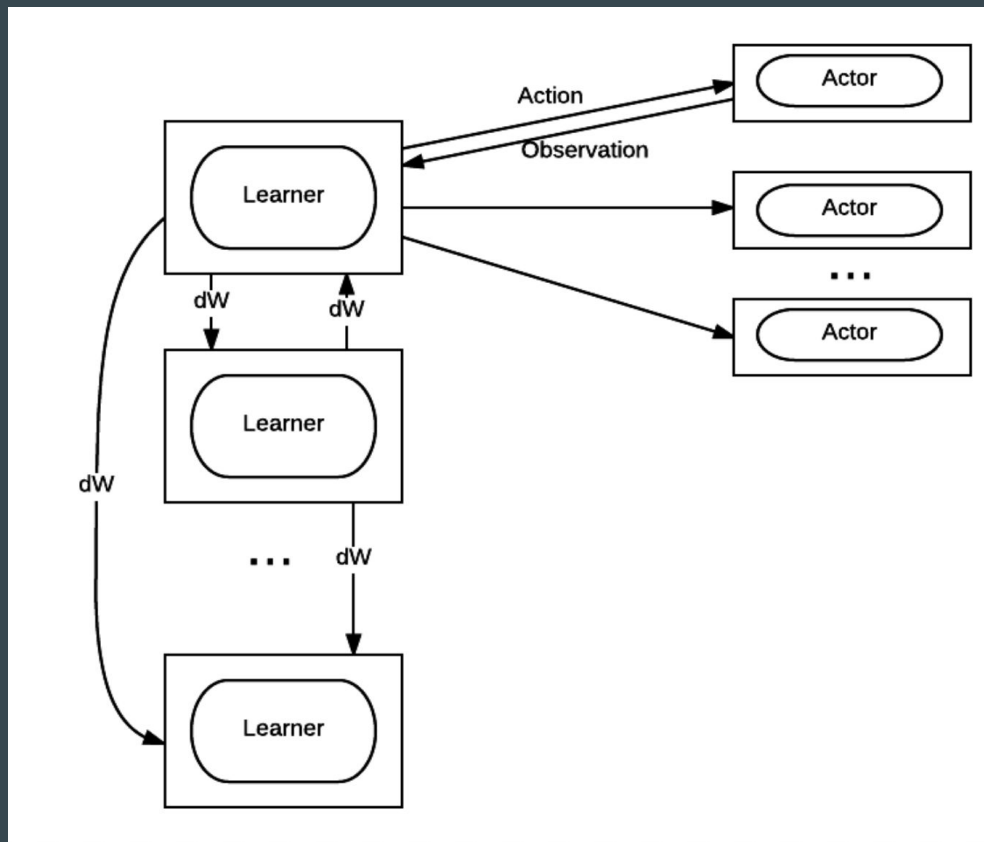 Actor
Action
Observation
Learner
Actor
...
dW
dW
Actor
Learner
dW
...
dW
Learner